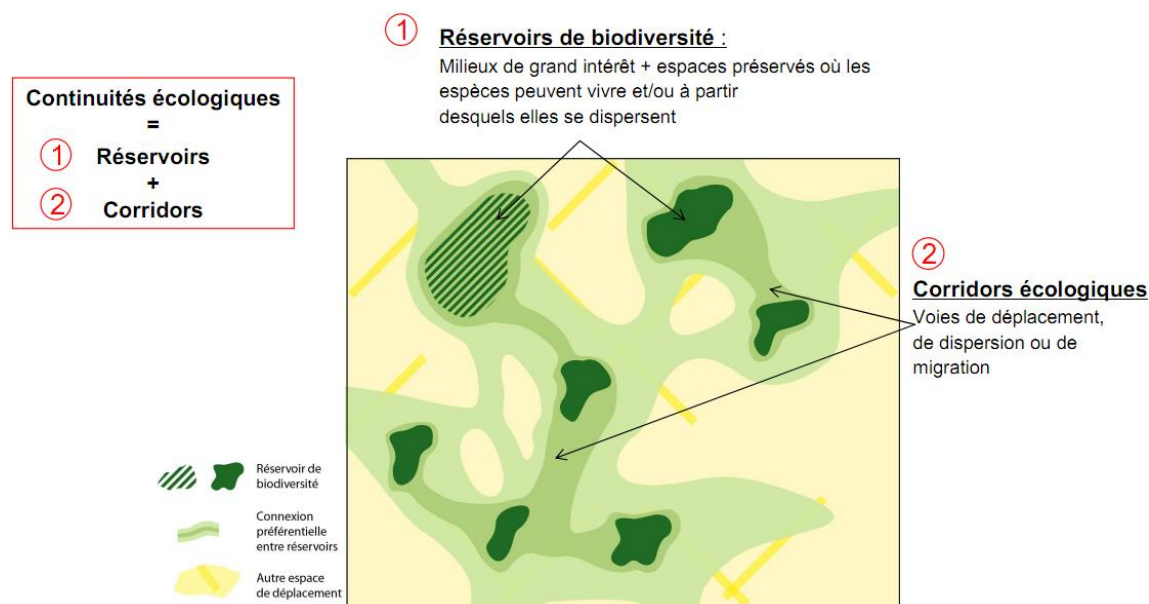 ① Réservoirs de biodiversité :
Milieux de grand intérêt + espaces préservés où les
espèces peuvent vivre et/ou à partir
desquels elles se dispersent
Continuités écologiques
=
① Réservoirs
+
② Corridors
②
Corridors écologiques
Voies de déplacement,
de dispersion ou de
migration
Réservoir de
biodiversité
Connexion
préférentielle
entre réservoirs
Autre espace
de déplacement